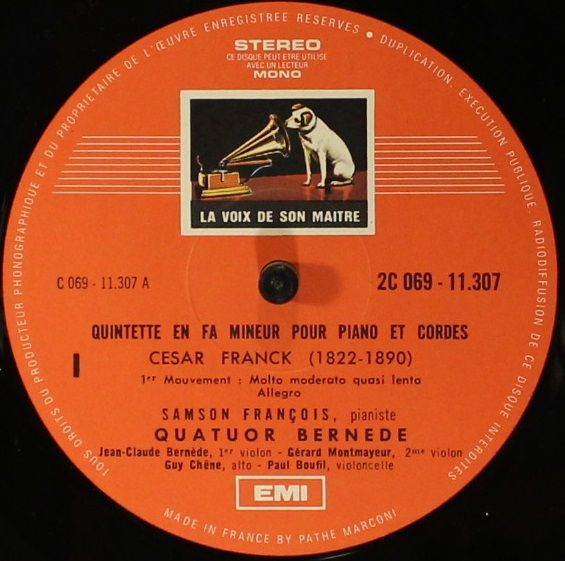 TOUS DROITS DU PRODUCTEUR PHONOGRAPHIQUE ET DU PROPRIETAIRE DE L'ŒUVRE ENREGISTREE RESERVES • DUPLICATION, EXECUTION PUBLIQUE, RADIODIFFUSION DE CE DISQUE INTERDITES
STEREO
CE DISQUE PEUT ETRE UTILISE
AVEC UN LECTEUR
MONO
LA VOIX DE SON MAITRE
C 069 - 11.307 A
2C 069 - 11.307
QUINTETTE EN FA MINEUR POUR PIANO ET CORDES
I
CESAR FRANCK (1822-1890)
1er Mouvement : Molto moderato quasi lento
Allegro
SAMSON FRANÇOIS, pianiste
QUATUOR BERNEDE
Jean-Claude Bernède, 1er violon - Gérard Montmayeur, 2me violon
Guy Chêne, alto - Paul Boufil, violoncelle
EMI
MADE IN FRANCE BY PATHE MARCONI